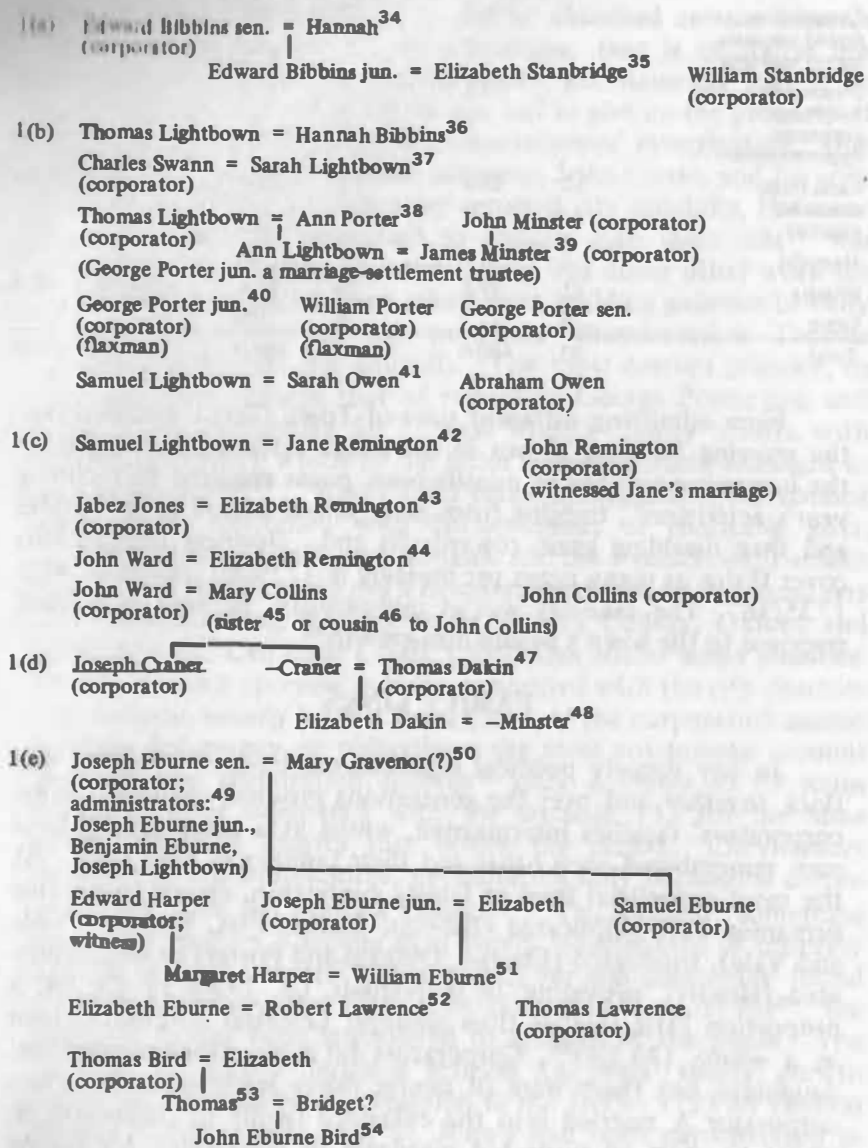 1(a) Edward Bibbins sen. = Hannah34
(corporator)
Edward Bibbins jun. = Elizabeth Stanbridge35 William Stanbridge
(corporator)
1(b) Thomas Lightbown = Hannah Bibbins36
Charles Swann = Sarah Lightbown37
(corporator)
Thomas Lightbown = Ann Porter38 John Minster (corporator)
(corporator)
Ann Lightbown = James Minster39 (corporator)
(George Porter jun. a marriage-settlement trustee)
George Porter jun.40 William Porter George Porter sen.
(corporator) (corporator) (corporator)
(flaxman) (flaxman)
Samuel Lightbown = Sarah Owen41 Abraham Owen
(corporator)
1(c) Samuel Lightbown = Jane Remington42 John Remington
(corporator)
(witnessed Jane's marriage)
Jabez Jones = Elizabeth Remington43
(corporator)
John Ward = Elizabeth Remington44
John Ward = Mary Collins John Collins (corporator)
(corporator) (sister45 or cousin46 to John Collins)
1(d) Joseph Craner –Craner = Thomas Dakin47
(corporator) (corporator)
Elizabeth Dakin = –Minster48
1(e) Joseph Eburne sen. = Mary Gravenor(?)50
(corporator;
administrators:49
Joseph Eburne jun.,
Benjamin Eburne,
Joseph Lightbown)
Edward Harper Joseph Eburne jun. = Elizabeth Samuel Eburne
(corporator; (corporator) (corporator)
witness)
Margaret Harper = William Eburne51
Elizabeth Eburne = Robert Lawrence52 Thomas Lawrence
(corporator)
Thomas Bird = Elizabeth
(corporator)
Thomas53 = Bridget?
John Eburne Bird54